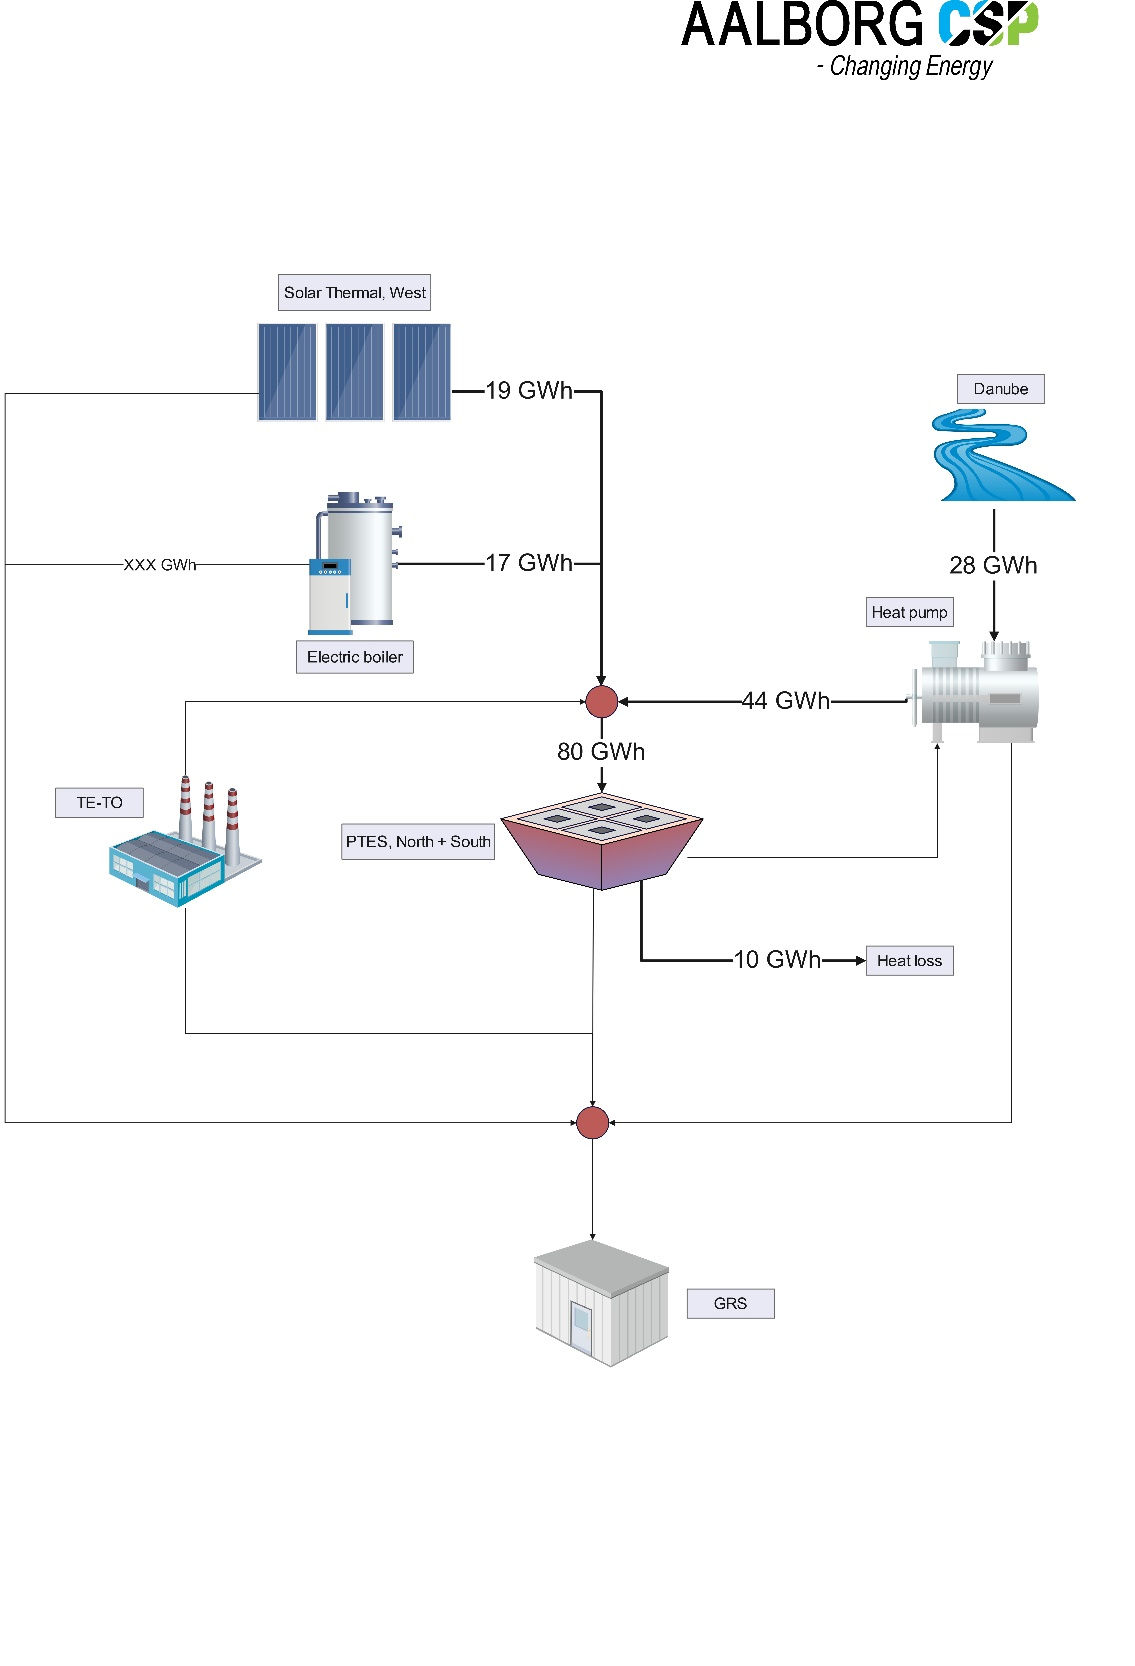 AALBORG CSP
- Changing Energy
Solar Thermal, West
19 GWh
Danube
XXX GWh
17 GWh
28 GWh
Heat pump
Electric boiler
44 GWh
80 GWh
TE-TO
PTES, North + South
10 GWh
Heat loss
GRS